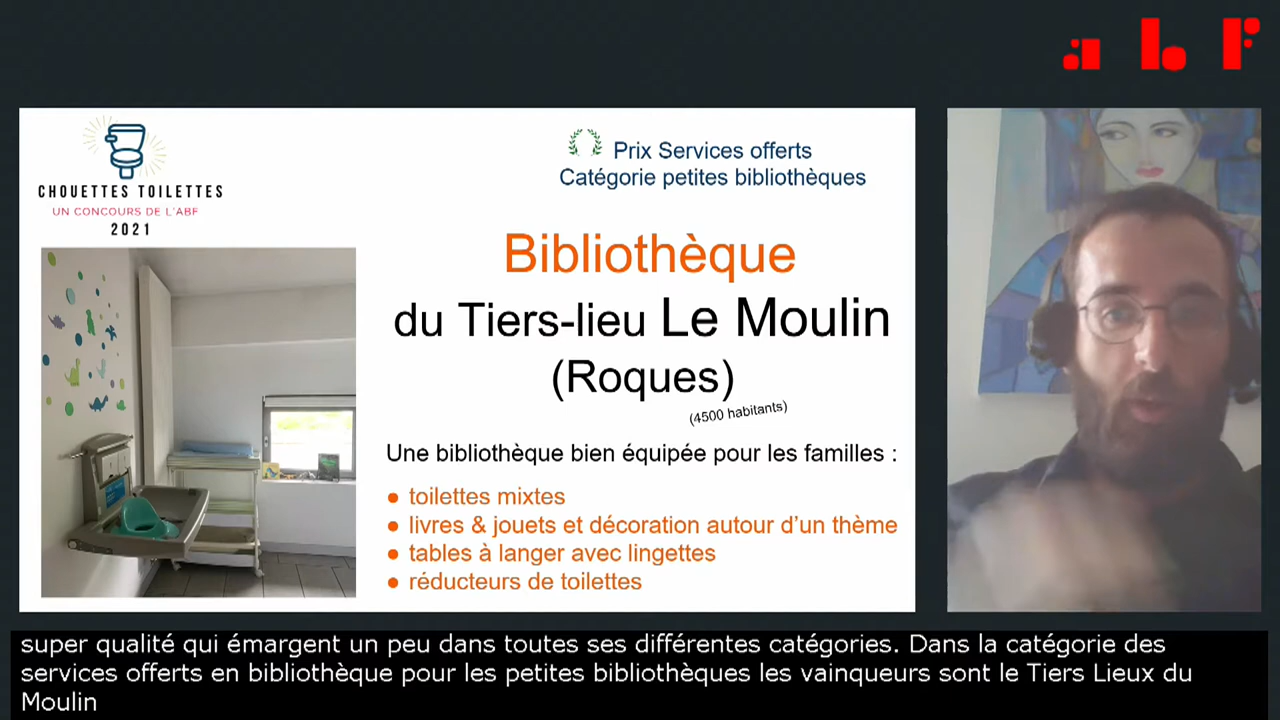 abf
CHOUETTES TOILETTES
UN CONCOURS DE L'ABF
2021
Prix Services offerts
Catégorie petites bibliothèques
Bibliothèque
du Tiers-lieu Le Moulin
(Roques)
(4500 habitants)
Une bibliothèque bien équipée pour les familles :
● toilettes mixtes
● livres & jouets et décoration autour d'un thème
● tables à langer avec lingettes
● réducteurs de toilettes
super qualité qui émargent un peu dans toutes ses différentes catégories. Dans la catégorie des
services offerts en bibliothèque pour les petites bibliothèques les vainqueurs sont le Tiers Lieux du
Moulin